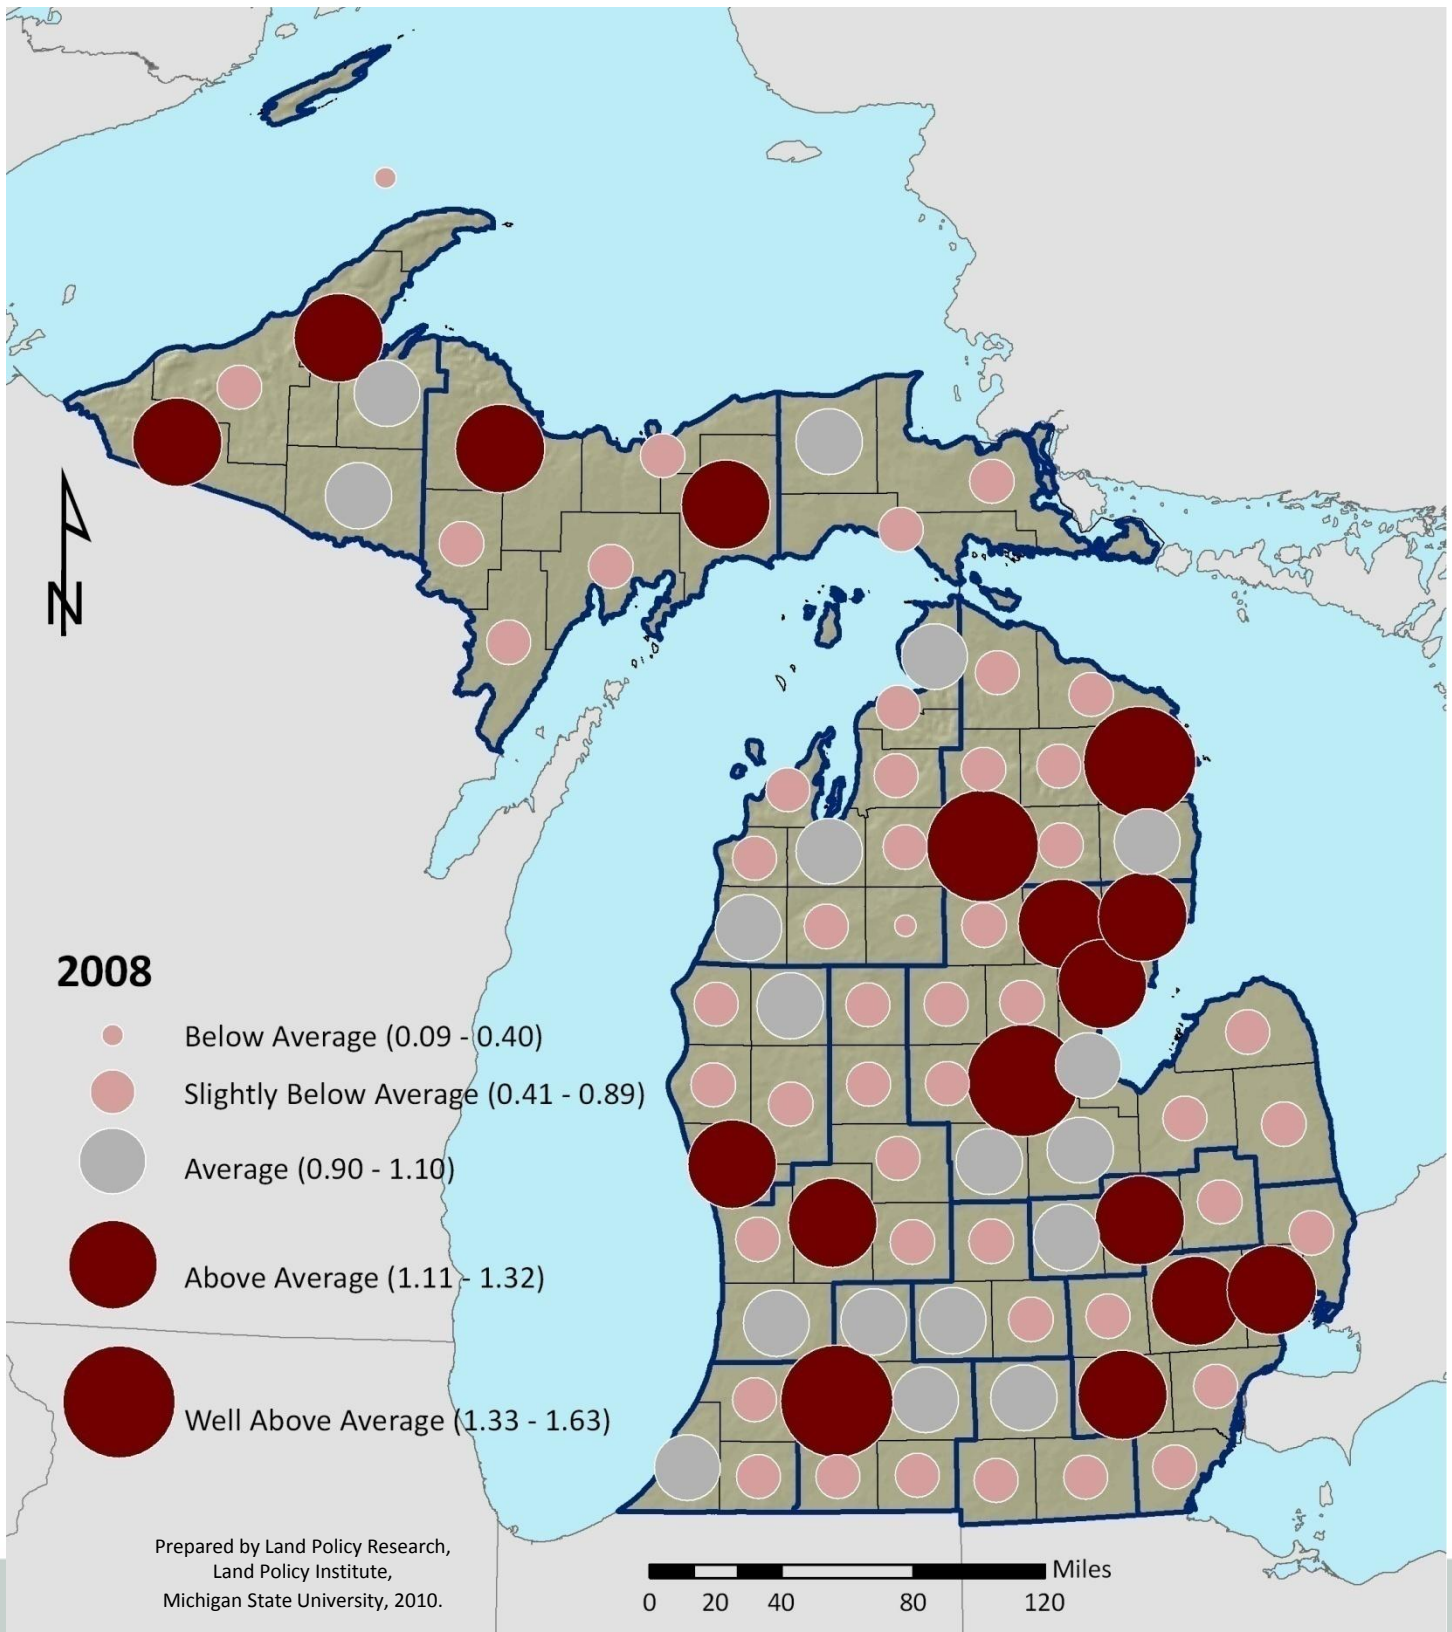 N
2008
Below Average (0.09 - 0.40)
Slightly Below Average (0.41 - 0.89)
Average (0.90 - 1.10)
Above Average (1.11 - 1.32)
Well Above Average (1.33 - 1.63)
Prepared by Land Policy Research,
Land Policy Institute,
Michigan State University, 2010.
Miles
0 20 40 80 120